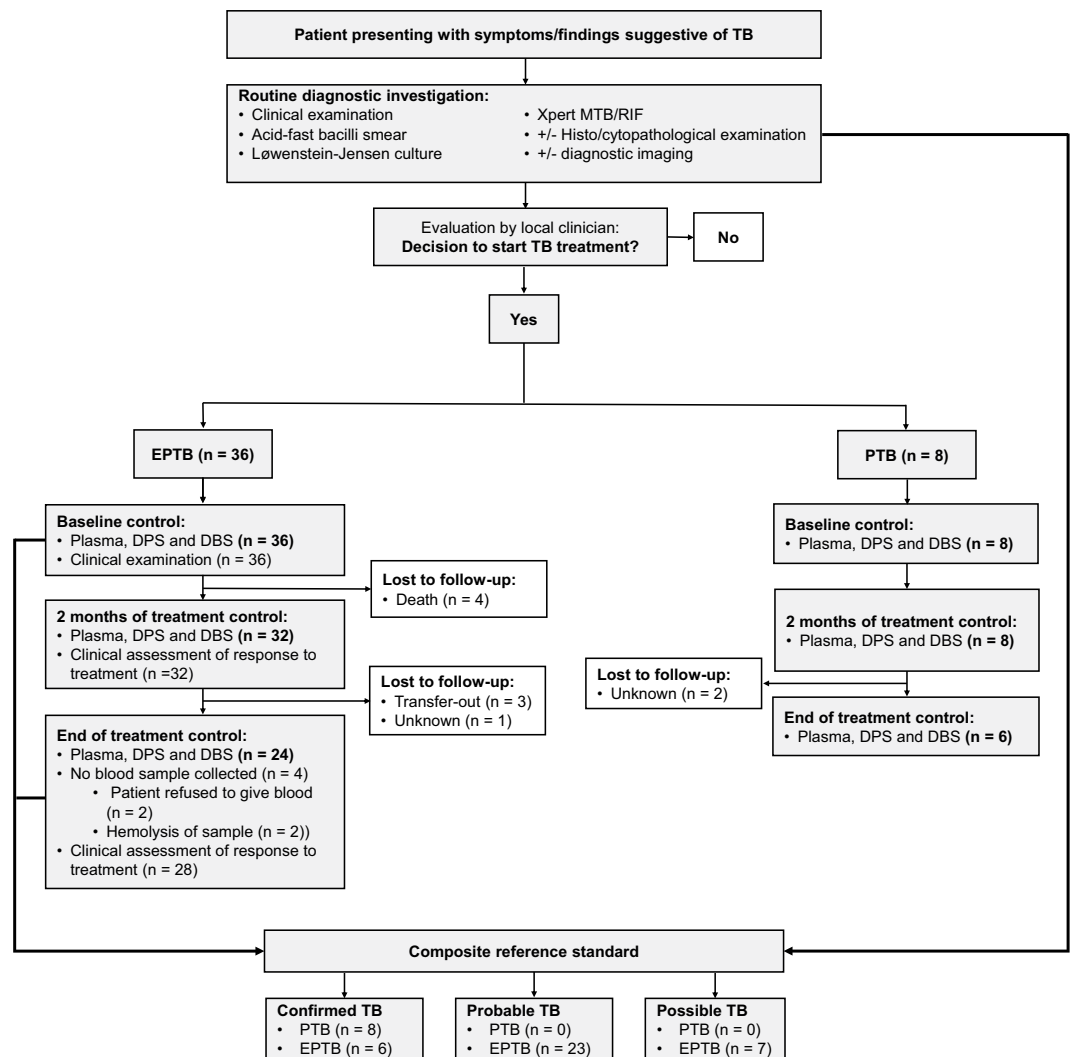 Patient presenting with symptoms/findings suggestive of TB
Routine diagnostic investigation:
• Clinical examination
• Acid-fast bacilli smear
• Løwenstein-Jensen culture
• Xpert MTB/RIF
• +/- Histo/cytopathological examination
• +/- diagnostic imaging
Evaluation by local clinician:
Decision to start TB treatment?
No
Yes
EPTB (n = 36)
PTB (n = 8)
Baseline control:
• Plasma, DPS and DBS (n = 36)
• Clinical examination (n = 36)
Lost to follow-up:
• Death (n = 4)
2 months of treatment control:
• Plasma, DPS and DBS (n = 32)
• Clinical assessment of response to
treatment (n =32)
Lost to follow-up:
• Transfer-out (n = 3)
• Unknown (n = 1)
End of treatment control:
• Plasma, DPS and DBS (n = 24)
• No blood sample collected (n = 4)
• Patient refused to give blood
(n = 2)
• Hemolysis of sample (n = 2))
• Clinical assessment of response to
treatment (n = 28)
Baseline control:
• Plasma, DPS and DBS (n = 8)
2 months of treatment control:
• Plasma, DPS and DBS (n = 8)
Lost to follow-up:
• Unknown (n = 2)
End of treatment control:
• Plasma, DPS and DBS (n = 6)
Composite reference standard
Confirmed TB
• PTB (n = 8)
• EPTB (n = 6)
Probable TB
• PTB (n = 0)
• EPTB (n = 23)
Possible TB
• PTB (n = 0)
• EPTB (n = 7)